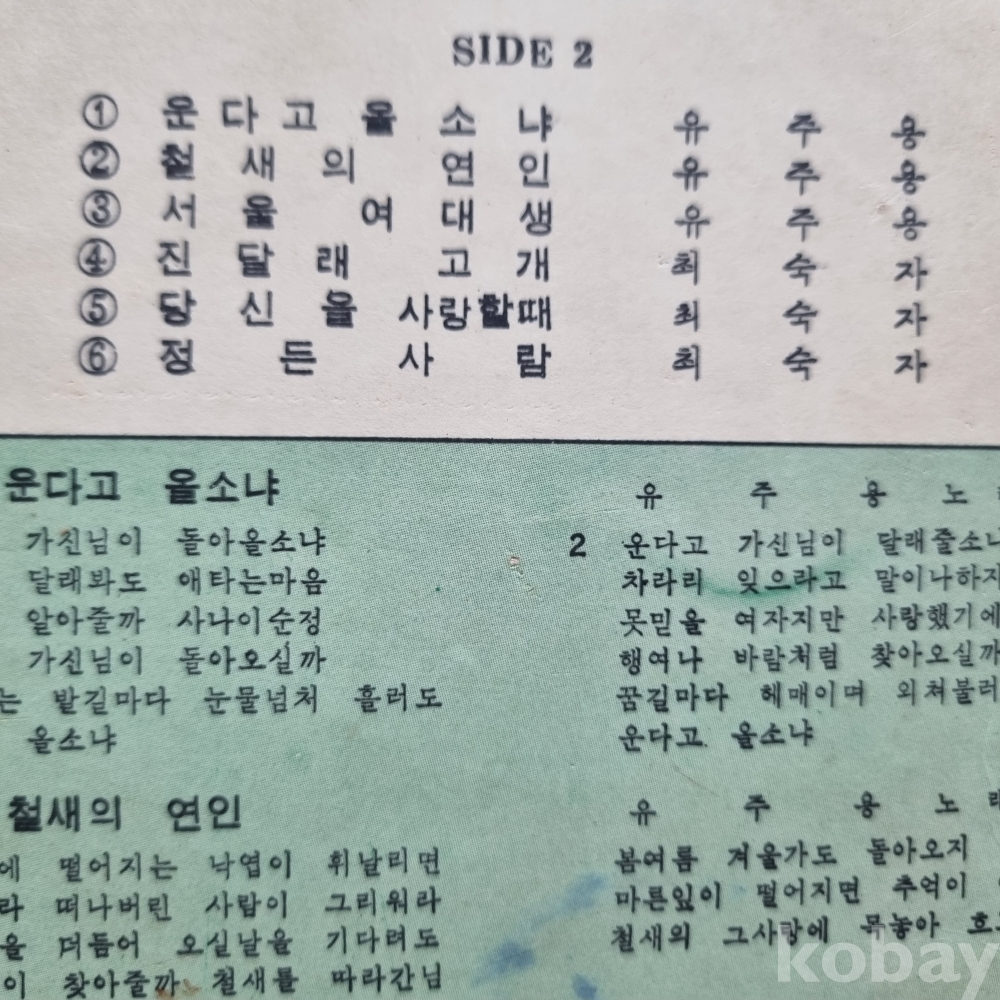 SIDE 2
① 운다고 올소냐 유주용
② 철새의 연인 유주용
③ 서울 여대생 유주용
④ 진달래 고개 최숙자
⑤ 당신을 사랑할때 최숙자
⑥ 정든사람 최숙자
운다고 올소냐 유주용 노
가신님이 돌아올소냐
달래봐도 애타는마음
알아줄까 사나이순정
가신님이 돌아오실까
는 밭길마다 눈물넘처 흘러도
올소냐
2 운다고 가신님이 달래줄소냐
차라리 잊으라고 말이나하지
못믿을 여자지만 사랑했기에
행여나 바람처럼 찾아오실까
꿈길마다 헤매이며 외쳐불러
운다고 올소냐
철새의 연인 유주용 노래
에 떨어지는 낙엽이 휘날리면
라 떠나버린 사람이 그리워라
을 더듬어 오실날을 기다려도
이 찾아줄까 철새를 따라간님
봄여름 겨울가도 돌아오지
마른잎이 떨어지면 추억이
철새의 그사랑에 목놓아
kobay